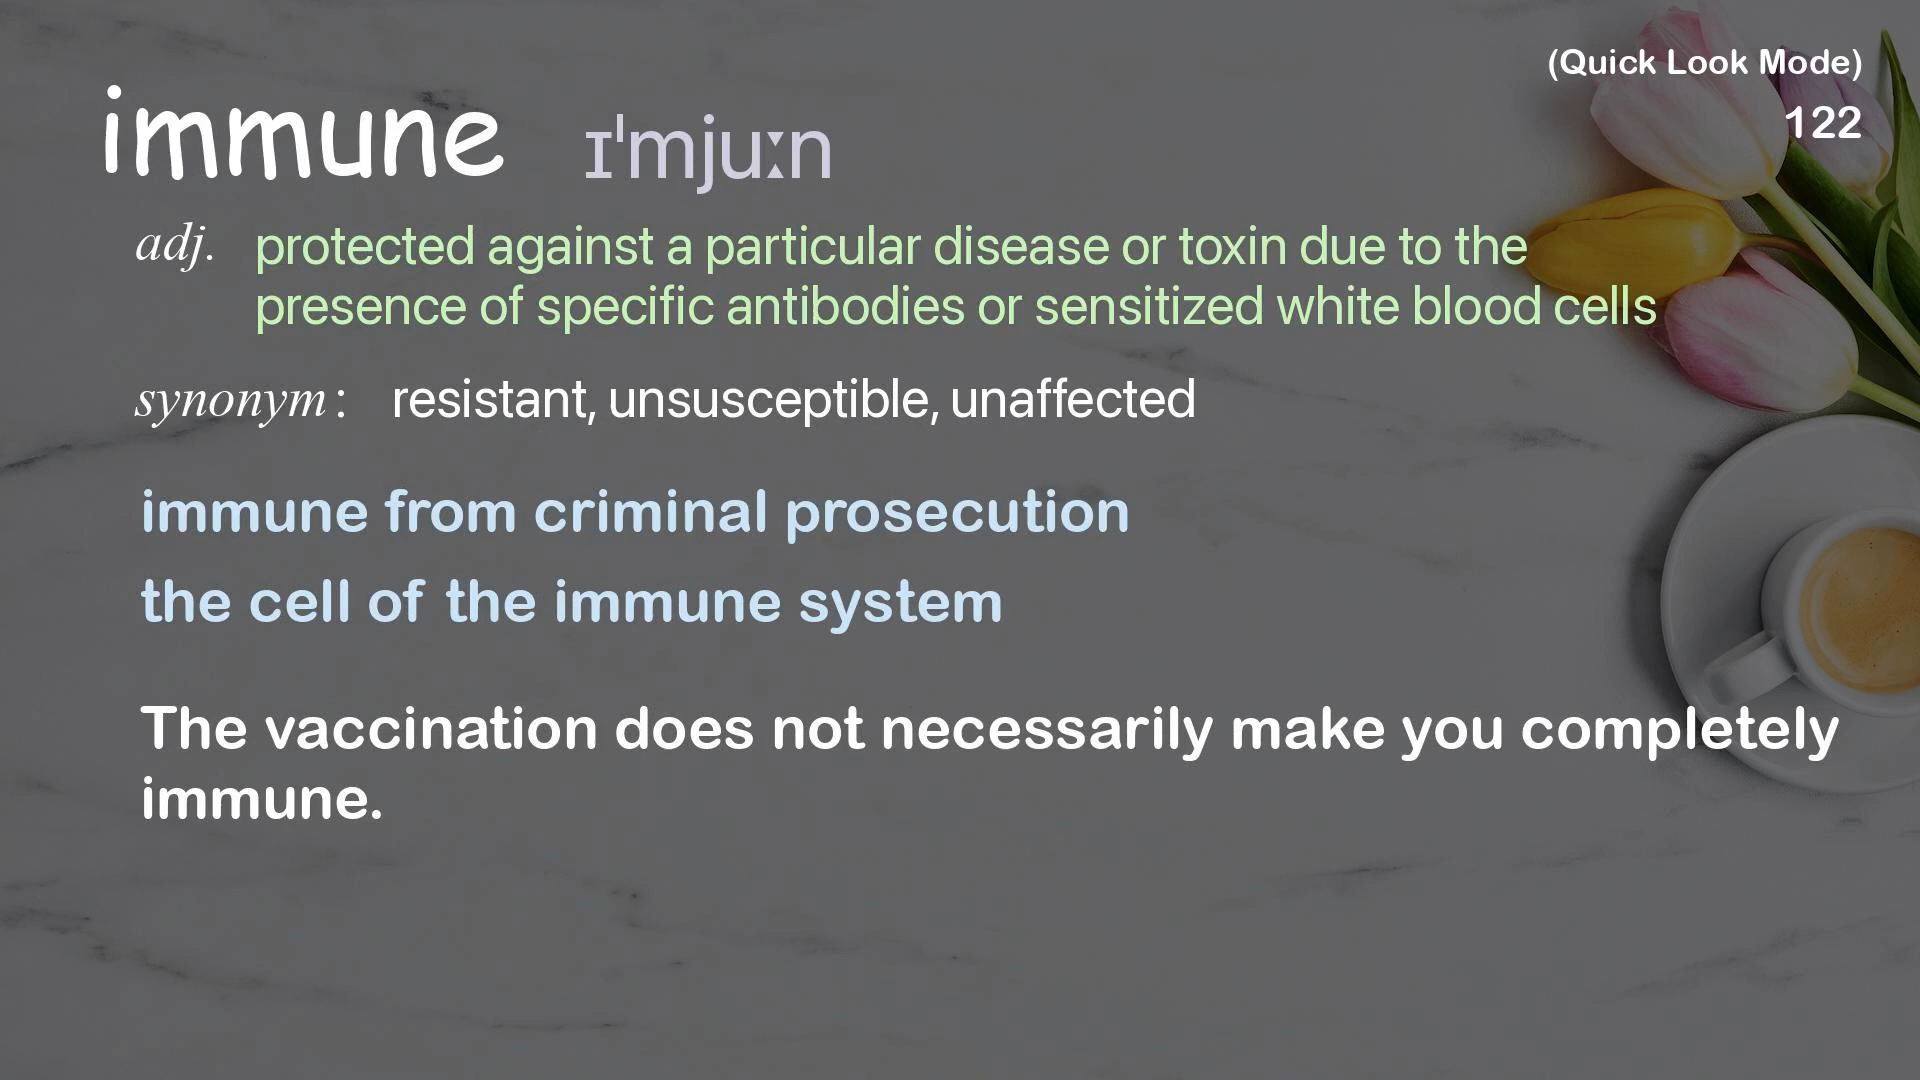 (Quick Look Mode)
122
immune ɪˈmjuːn
adj. protected against a particular disease or toxin due to the
presence of specific antibodies or sensitized white blood cells
synonym : resistant, unsusceptible, unaffected
immune from criminal prosecution
the cell of the immune system
The vaccination does not necessarily make you completely
immune.